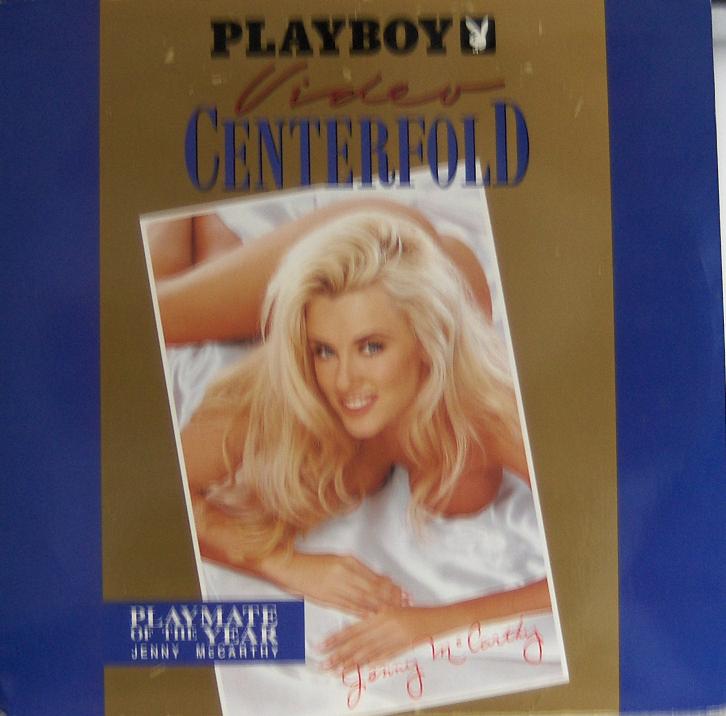 PLAYBOY
Video
CENTERFOLD
PLAYMATE
OF THE YEAR
JENNY McCARTHY
Jenny McCarthy